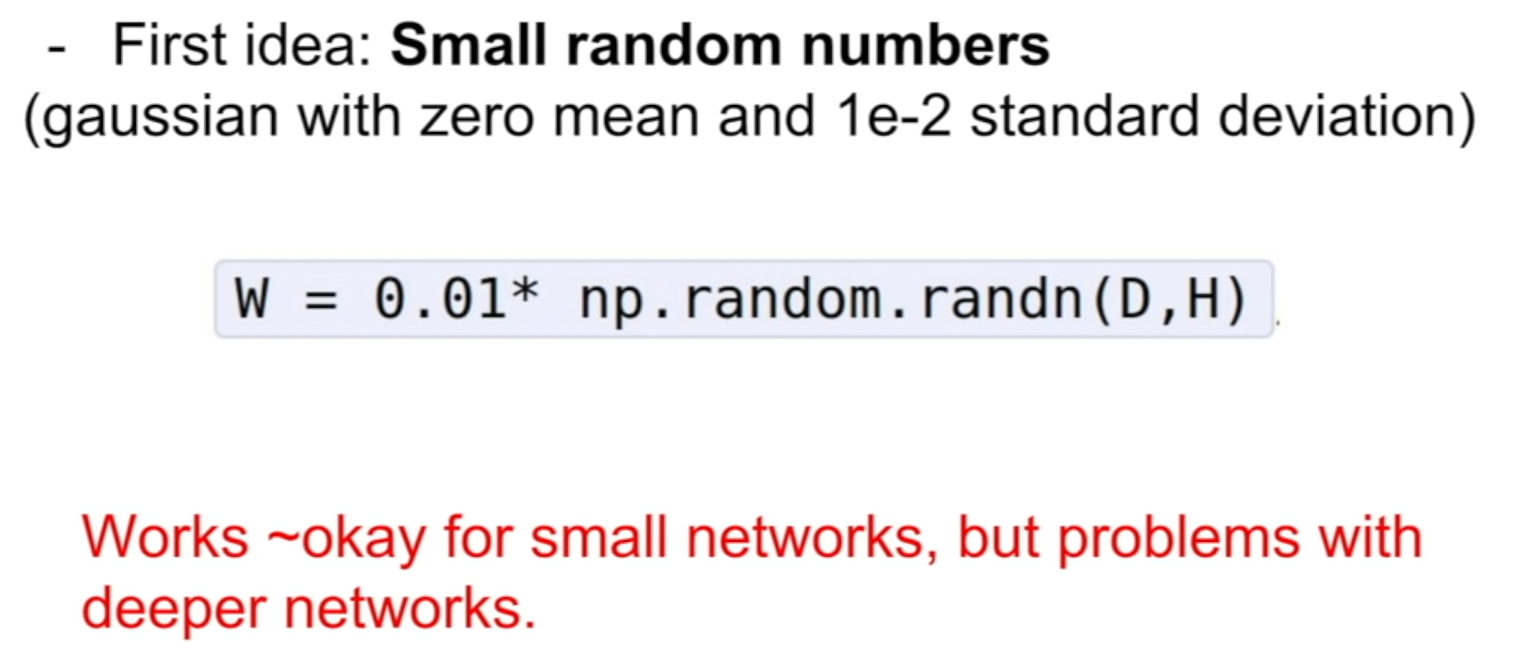 - First idea: Small random numbers
(gaussian with zero mean and 1e-2 standard deviation)
W = 0.01* np.random.randn(D,H)
Works ~okay for small networks, but problems with
deeper networks.